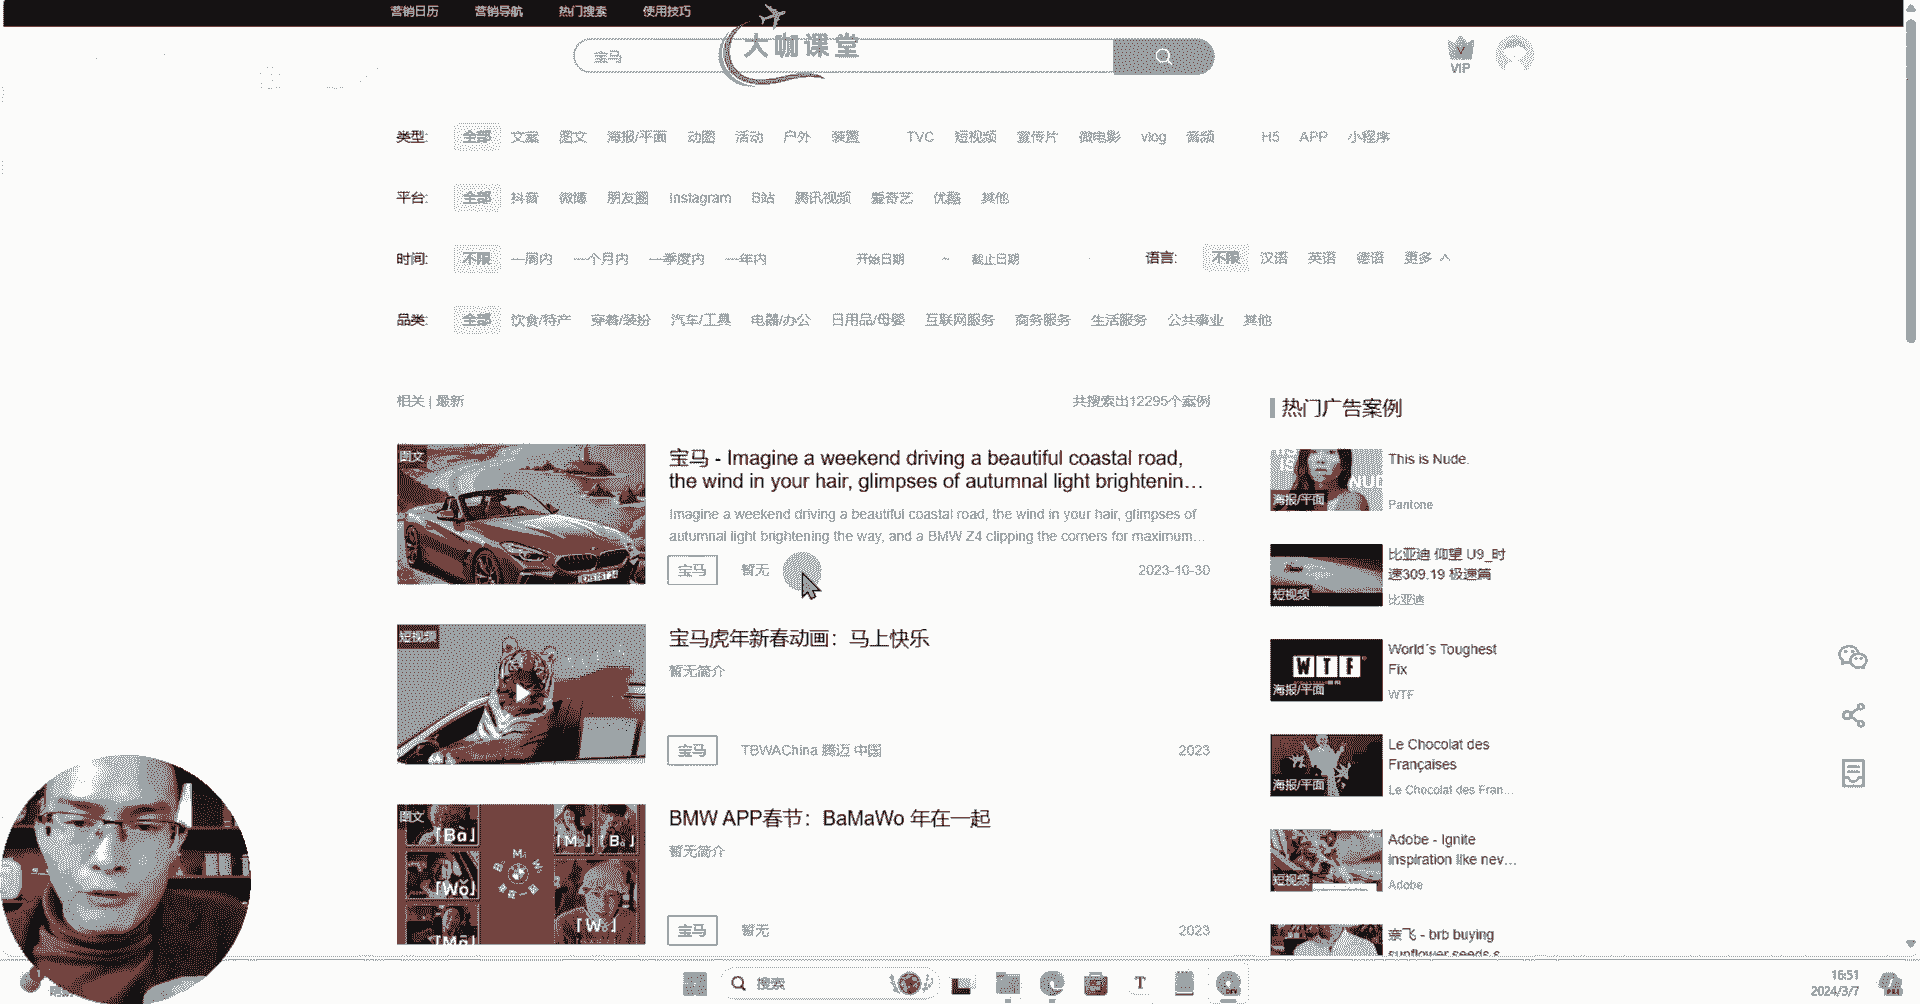 营销日历 营销导航 热门搜索 使用技巧
大咖课堂
宝马
VIP
类型: 全部 文案 图文 海报/平面 动图 活动 户外 装置 TVC 短视频 宣传片 微电影 vlog 音频 H5 APP 小程序
平台: 全部 抖音 微博 朋友圈 Instagram B站 腾讯视频 爱奇艺 优酷 其他
时间: 不限 一周内 一个月内 一季度内 一年内 开始日期 ~ 截止日期 语言: 不限 汉语 英语 德语 更多
品类: 全部 饮食/特产 穿着/装扮 汽车/工具 电器/办公 日用品/母婴 互联网服务 商务服务 生活服务 公共事业 其他
相关 | 最新 共搜索出12295个案例
图文
宝马 - Imagine a weekend driving a beautiful coastal road,
the wind in your hair, glimpses of autumnal light brightenin…
Imagine a weekend driving a beautiful coastal road, the wind in your hair, glimpses of
autumnal light brightening the way, and a BMW Z4 clipping the corners for maximum…
宝马 暂无 2023-10-30
短视频
宝马虎年新春动画：马上快乐
暂无简介
宝马 TBWAChina 腾迈 中国 2023
图文
「Bà」
「Wǒ」
BMW APP春节：BaMaWo 年在一起
暂无简介
宝马 暂无 2023
热门广告案例
海报/平面
This is Nude.
Pantone
短视频
比亚迪 仰望 U9_时
速309.19 极速篇
比亚迪
WTF
海报/平面
World´s Toughest
Fix
WTF
海报/平面
Le Chocolat des
Françaises
Le Chocolat des Fran…
短视频
Adobe - Ignite
inspiration like nev…
Adobe
奈飞 - brb buying
sunflower seeds s
搜索
16:51
2024/3/7